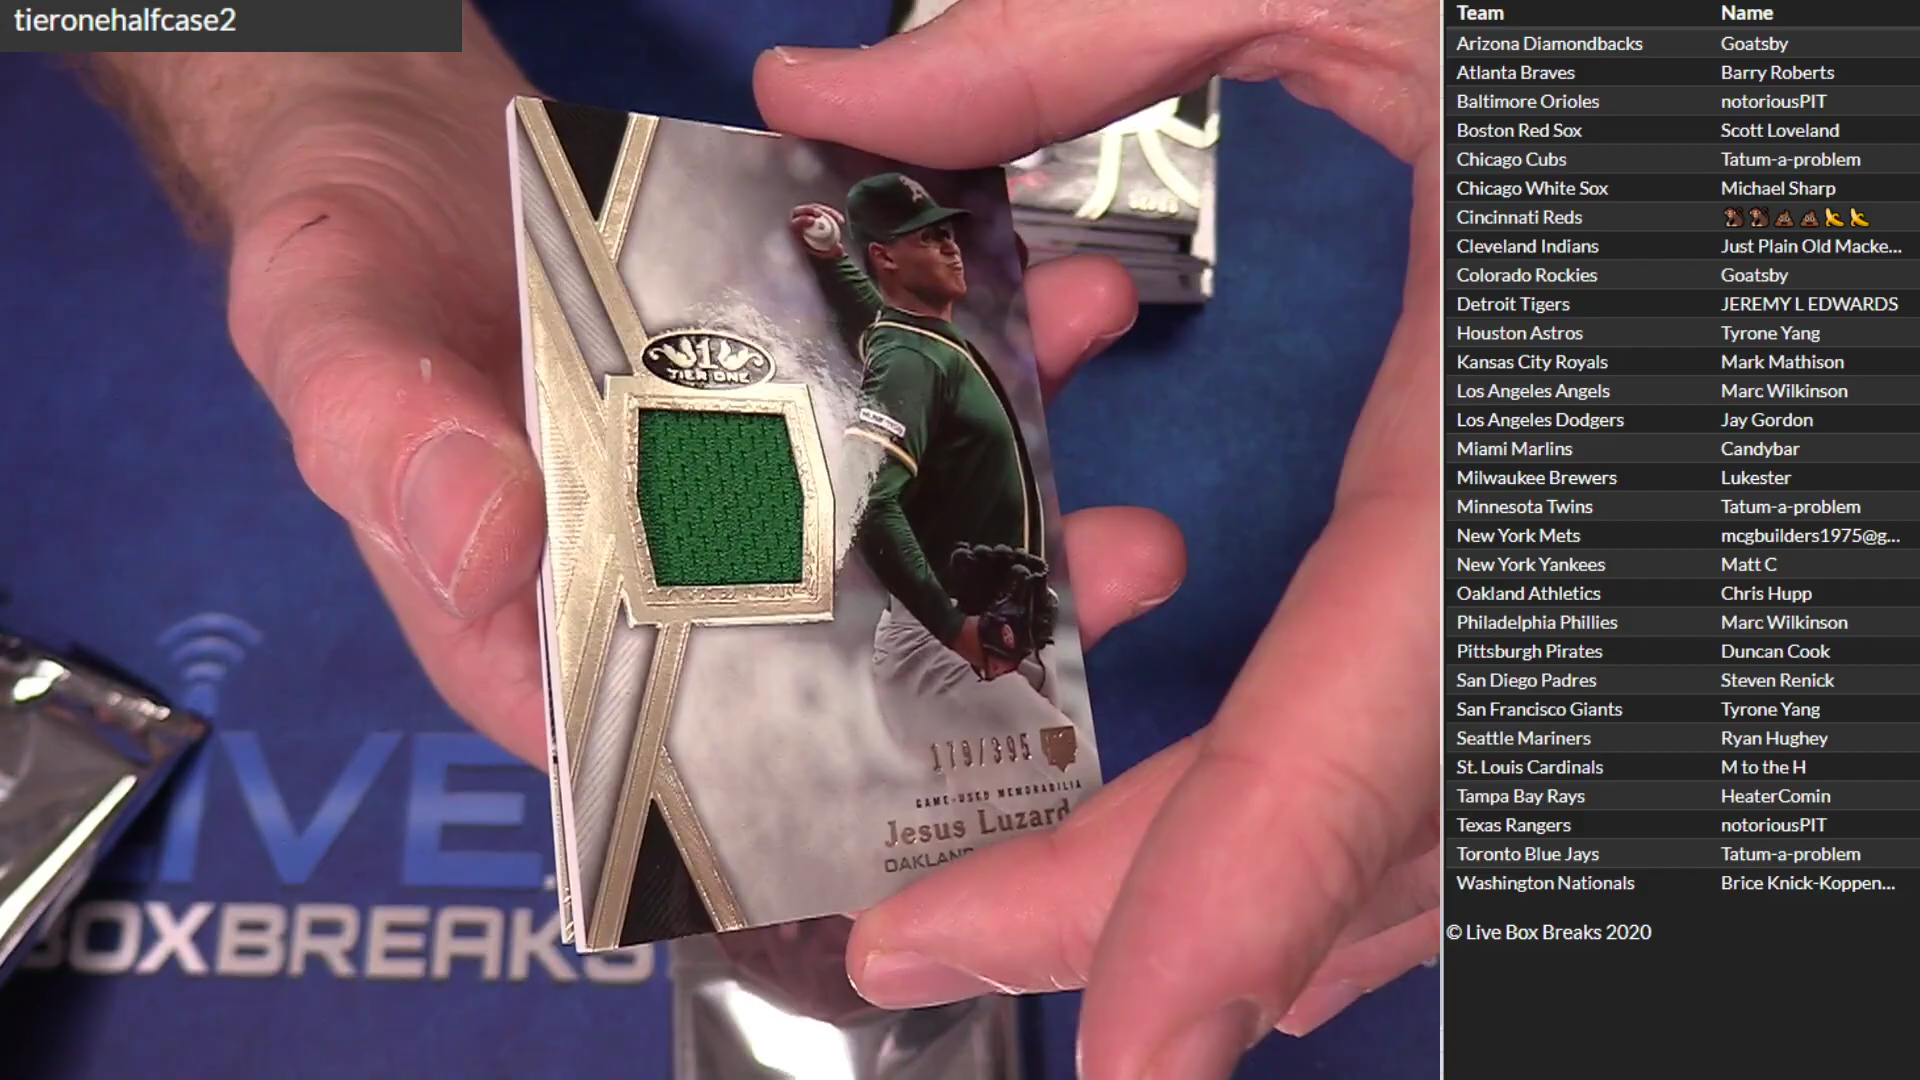 tieronehalfcase2
1
TIER ONE
179/395
GAME-USED MEMORABILIA
Jesus Luzard
OAKLAND
IVE
BOXBREAKS
Team Name
Arizona Diamondbacks Goatsby
Atlanta Braves Barry Roberts
Baltimore Orioles notoriousPIT
Boston Red Sox Scott Loveland
Chicago Cubs Tatum-a-problem
Chicago White Sox Michael Sharp
Cincinnati Reds 🐿🐿💩💩🍌🍌
Cleveland Indians Just Plain Old Macke...
Colorado Rockies Goatsby
Detroit Tigers JEREMY L EDWARDS
Houston Astros Tyrone Yang
Kansas City Royals Mark Mathison
Los Angeles Angels Marc Wilkinson
Los Angeles Dodgers Jay Gordon
Miami Marlins Candybar
Milwaukee Brewers Lukester
Minnesota Twins Tatum-a-problem
New York Mets mcgbuilders1975@g...
New York Yankees Matt C
Oakland Athletics Chris Hupp
Philadelphia Phillies Marc Wilkinson
Pittsburgh Pirates Duncan Cook
San Diego Padres Steven Renick
San Francisco Giants Tyrone Yang
Seattle Mariners Ryan Hughey
St. Louis Cardinals M to the H
Tampa Bay Rays HeaterComin
Texas Rangers notoriousPIT
Toronto Blue Jays Tatum-a-problem
Washington Nationals Brice Knick-Koppen...
© Live Box Breaks 2020